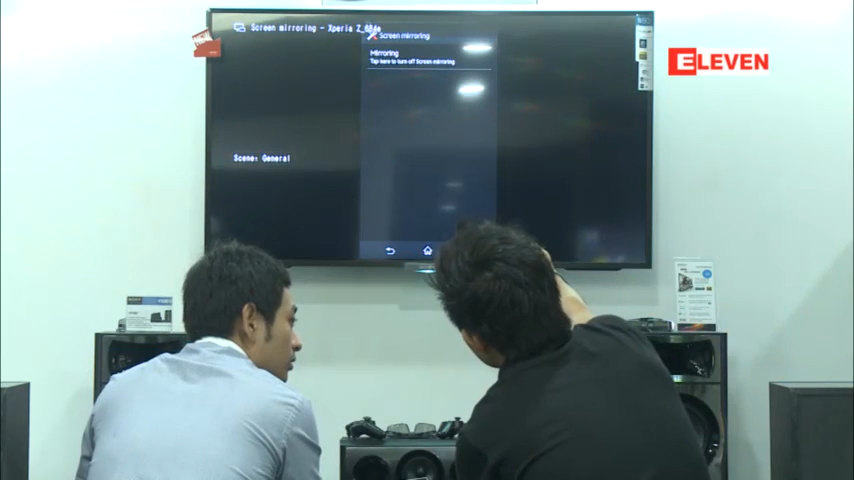 Screen mirroring - Xperia Z
Screen mirroring
Mirroring
Tap here to turn off Screen mirroring
ELEVEN
Scene: General